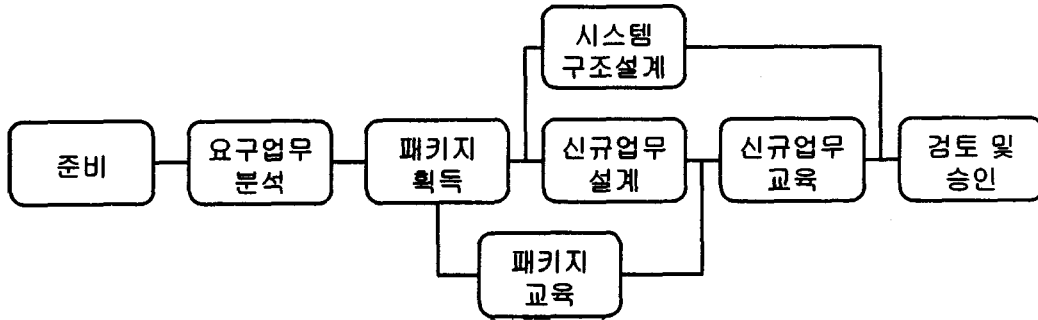 시스템
구조설계
준비
요구업무
분석
패키지
획독
신규업무
설계
신규업무
교육
검토 및
승인
패키지
교육